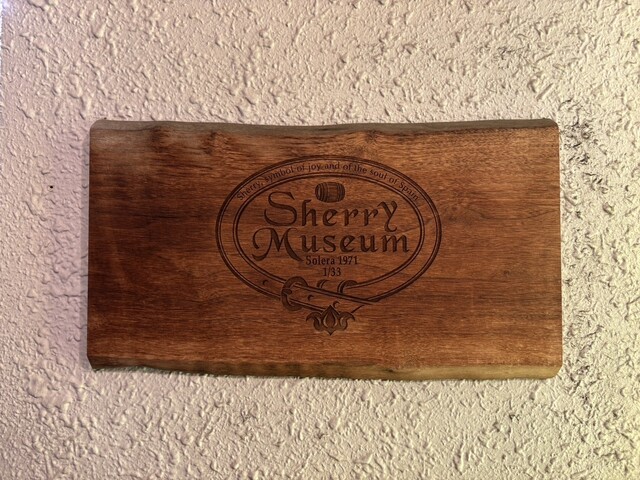 Sherry, symbol of joy and of the soul of Spain.
Sherry
Museum
Solera 1971
1/33